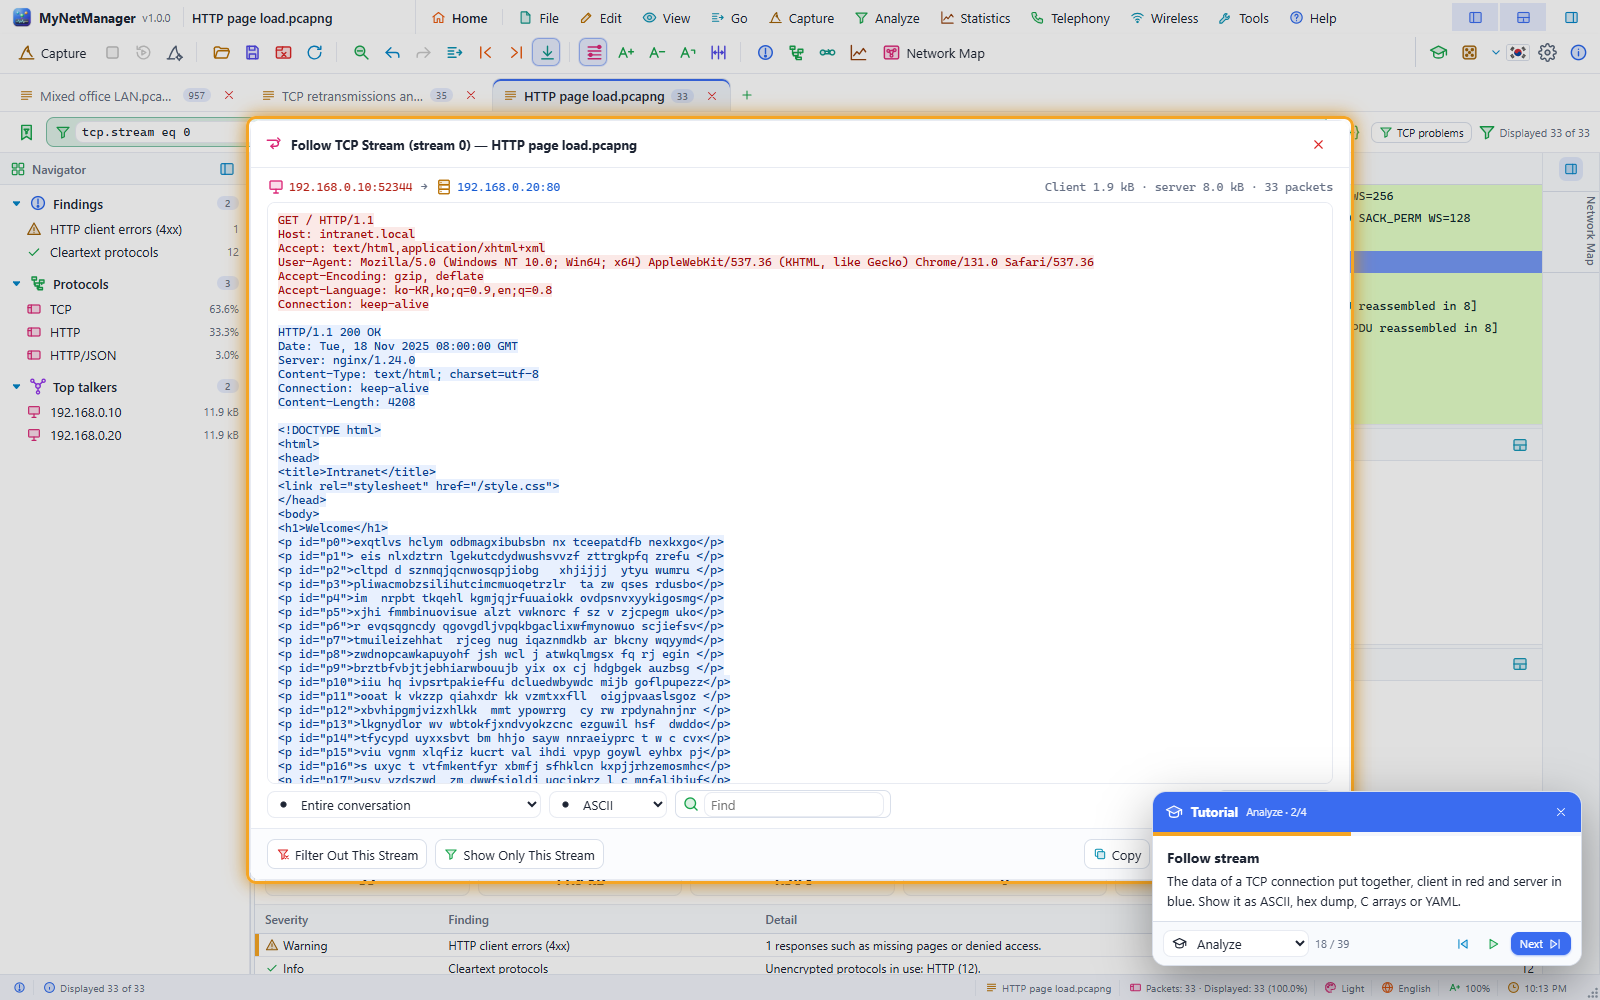 MyNetManager v1.0.0 HTTP page load.pcapng Home File Edit View Go Capture Analyze Statistics Telephony Wireless Tools Help
Capture Network Map
Mixed office LAN.pca... 957 TCP retransmissions an... 35 HTTP page load.pcapng 33
tcp.stream eq 0 TCP problems Displayed 33 of 33
Navigator
Findings 2
HTTP client errors (4xx) 1
Cleartext protocols 12
Protocols 3
TCP 63.6%
HTTP 33.3%
HTTP/JSON 3.0%
Top talkers 2
192.168.0.10 11.9 kB
192.168.0.20 11.9 kB
Follow TCP Stream (stream 0) — HTTP page load.pcapng
192.168.0.10:52344 → 192.168.0.20:80 Client 1.9 kB · server 8.0 kB · 33 packets
GET / HTTP/1.1
Host: intranet.local
Accept: text/html,application/xhtml+xml
User-Agent: Mozilla/5.0 (Windows NT 10.0; Win64; x64) AppleWebKit/537.36 (KHTML, like Gecko) Chrome/131.0 Safari/537.36
Accept-Encoding: gzip, deflate
Accept-Language: ko-KR,ko;q=0.9,en;q=0.8
Connection: keep-alive
HTTP/1.1 200 OK
Date: Tue, 18 Nov 2025 08:00:00 GMT
Server: nginx/1.24.0
Content-Type: text/html; charset=utf-8
Connection: keep-alive
Content-Length: 4208
<!DOCTYPE html>
<html>
<head>
<title>Intranet</title>
<link rel="stylesheet" href="/style.css">
</head>
<body>
<h1>Welcome</h1>
<p id="p0">exqtlvs hclym odbmagxibubsbn nx tceepatdfb nexkxgo</p>
<p id="p1"> eis nlxdztrn lgekutcdydwushsvvzf zttrgkpfq zrefu </p>
<p id="p2">cltpd d sznmqjqcnwosqpjiobg   xhjijjj  ytyu wumru </p>
<p id="p3">pliwacmobzsilihutcimcmuoqetrzlr  ta zw qses rdusbo</p>
<p id="p4">im  nrpbt tkqehl kgmjqjrfuuaiokk ovdpsnvxyykigosmg</p>
<p id="p5">xjhi fmmbinuovisue alzt vwknorc f sz v zjcpegm uko</p>
<p id="p6">r evqsqgncdy qgovgdljvpqkbgaclixwfmynowuo scjiefsv</p>
<p id="p7">tmuileizehhat  rjceg nug iqaznmdkb ar bkcny wqyymd</p>
<p id="p8">zwdnopcawkapuyohf jsh wcl j atwkqlmgsx fq rj egin </p>
<p id="p9">brztbfvbjtjebhiarwbouujb yix ox cj hdgbgek auzbsg </p>
<p id="p10">iiu hq ivpsrtpakieffu dcluedwbywdc mijb goflpupezz</p>
<p id="p11">ooat k vkzzp qiahxdr kk vzmtxxfll  oigjpvaaslsgoz </p>
<p id="p12">xbvhipgmjvizxhlkk  mmt ypowrrg  cy rw rpdynahnjnr </p>
<p id="p13">lkgnydlor wv wbtokfjxndvyokzcnc ezguwil hsf  dwddo</p>
<p id="p14">tfycypd uyxxsbvt bm hhjo sayw nnraeiyprc t w c cvx</p>
<p id="p15">viu vgnm xlqfiz kucrt val ihdi vpyp goywl eyhbx pj</p>
<p id="p16">s uxyc t vtfmkentfyr xbmfj sfhklcn kxpjjrhzemosmhc</p>
<p id="p17">usy yzdszwd  zm dwwfsioldi ugcipkrz l c mnfaljbjuf</p>
Entire conversation ASCII Find
Filter Out This Stream Show Only This Stream Copy
WS=256
SACK_PERM WS=128
reassembled in 8]
PDU reassembled in 8]
Network Map
Severity Finding Detail
Warning HTTP client errors (4xx) 1 responses such as missing pages or denied access.
Info Cleartext protocols Unencrypted protocols in use: HTTP (12). 12
Tutorial Analyze · 2/4
Follow stream
The data of a TCP connection put together, client in red and server in
blue. Show it as ASCII, hex dump, C arrays or YAML.
Analyze 18 / 39 Next
Displayed 33 of 33 HTTP page load.pcapng Packets: 33 · Displayed: 33 (100.0%) Light English 100% 10:13 PM